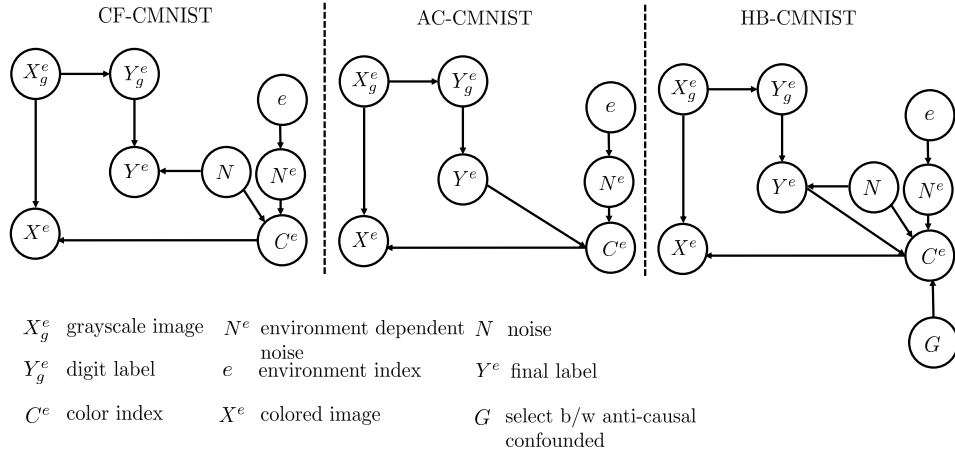 CF-CMNIST AC-CMNIST HB-CMNIST
X_g^e Y_g^e e Y^e N N^e X^e C^e
X_g^e Y_g^e e Y^e N^e X^e C^e
X_g^e Y_g^e e Y^e N N^e X^e C^e G
X_g^e grayscale image N^e environment dependent noise N noise
Y_g^e digit label e environment index Y^e final label
C^e color index X^e colored image G select b/w anti-causal
confounded